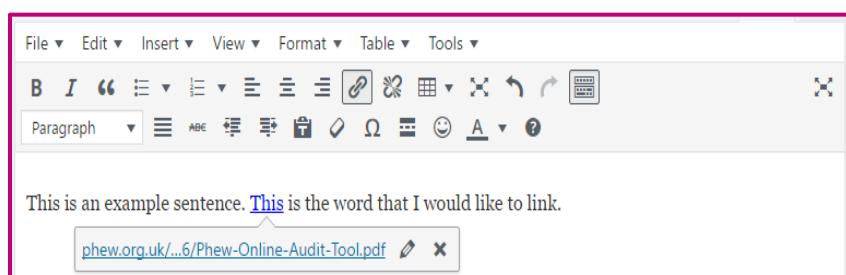 File Edit Insert View Format Table Tools
B I
Paragraph ABC T Ω A ?
This is an example sentence. This is the word that I would like to link.
phew.org.uk/...6/Phew-Online-Audit-Tool.pdf